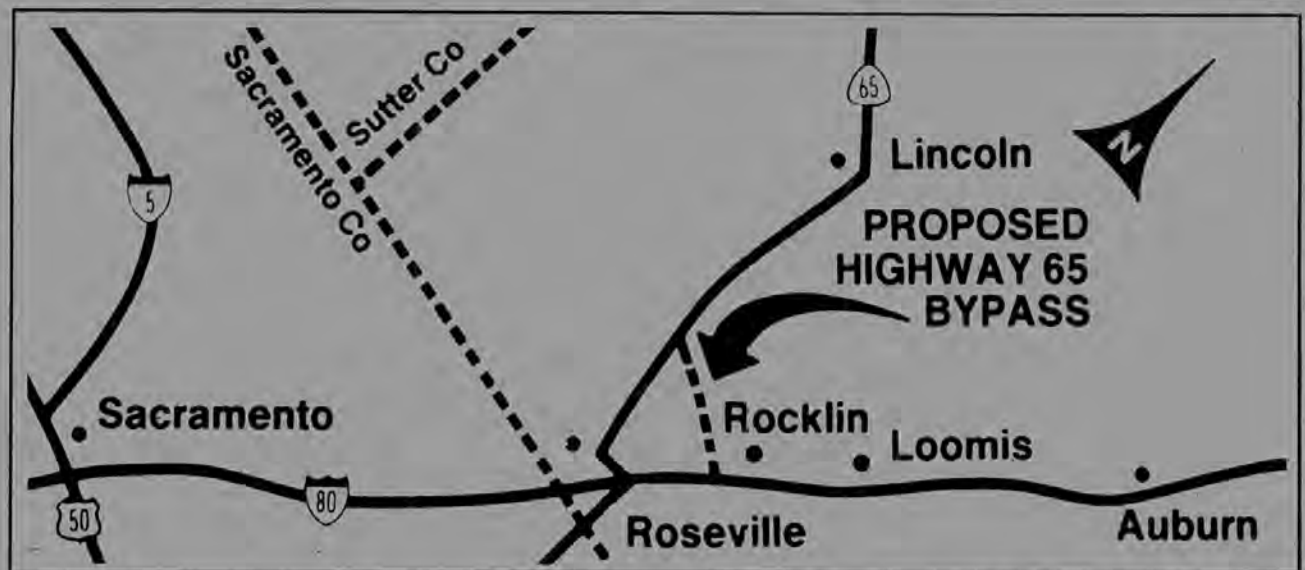 Sacramento Co
Sutter Co
65
N
Lincoln
5
PROPOSED
HIGHWAY 65
BYPASS
Sacramento
Rocklin
Loomis
80
50
Roseville
Auburn